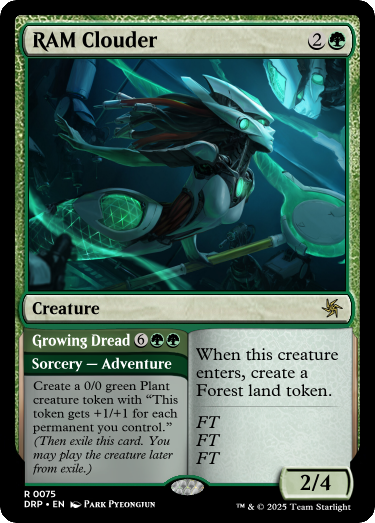 RAM Clouder 2
Creature
Growing Dread 6
Sorcery — Adventure
Create a 0/0 green Plant
creature token with “This
token gets +1/+1 for each
permanent you control.”
(Then exile this card. You
may play the creature later
from exile.)
When this creature
enters, create a
Forest land token.
FT
FT
FT
2/4
R 0075
DRP • EN Park Pyeongjun
™ & © 2025 Team Starlight